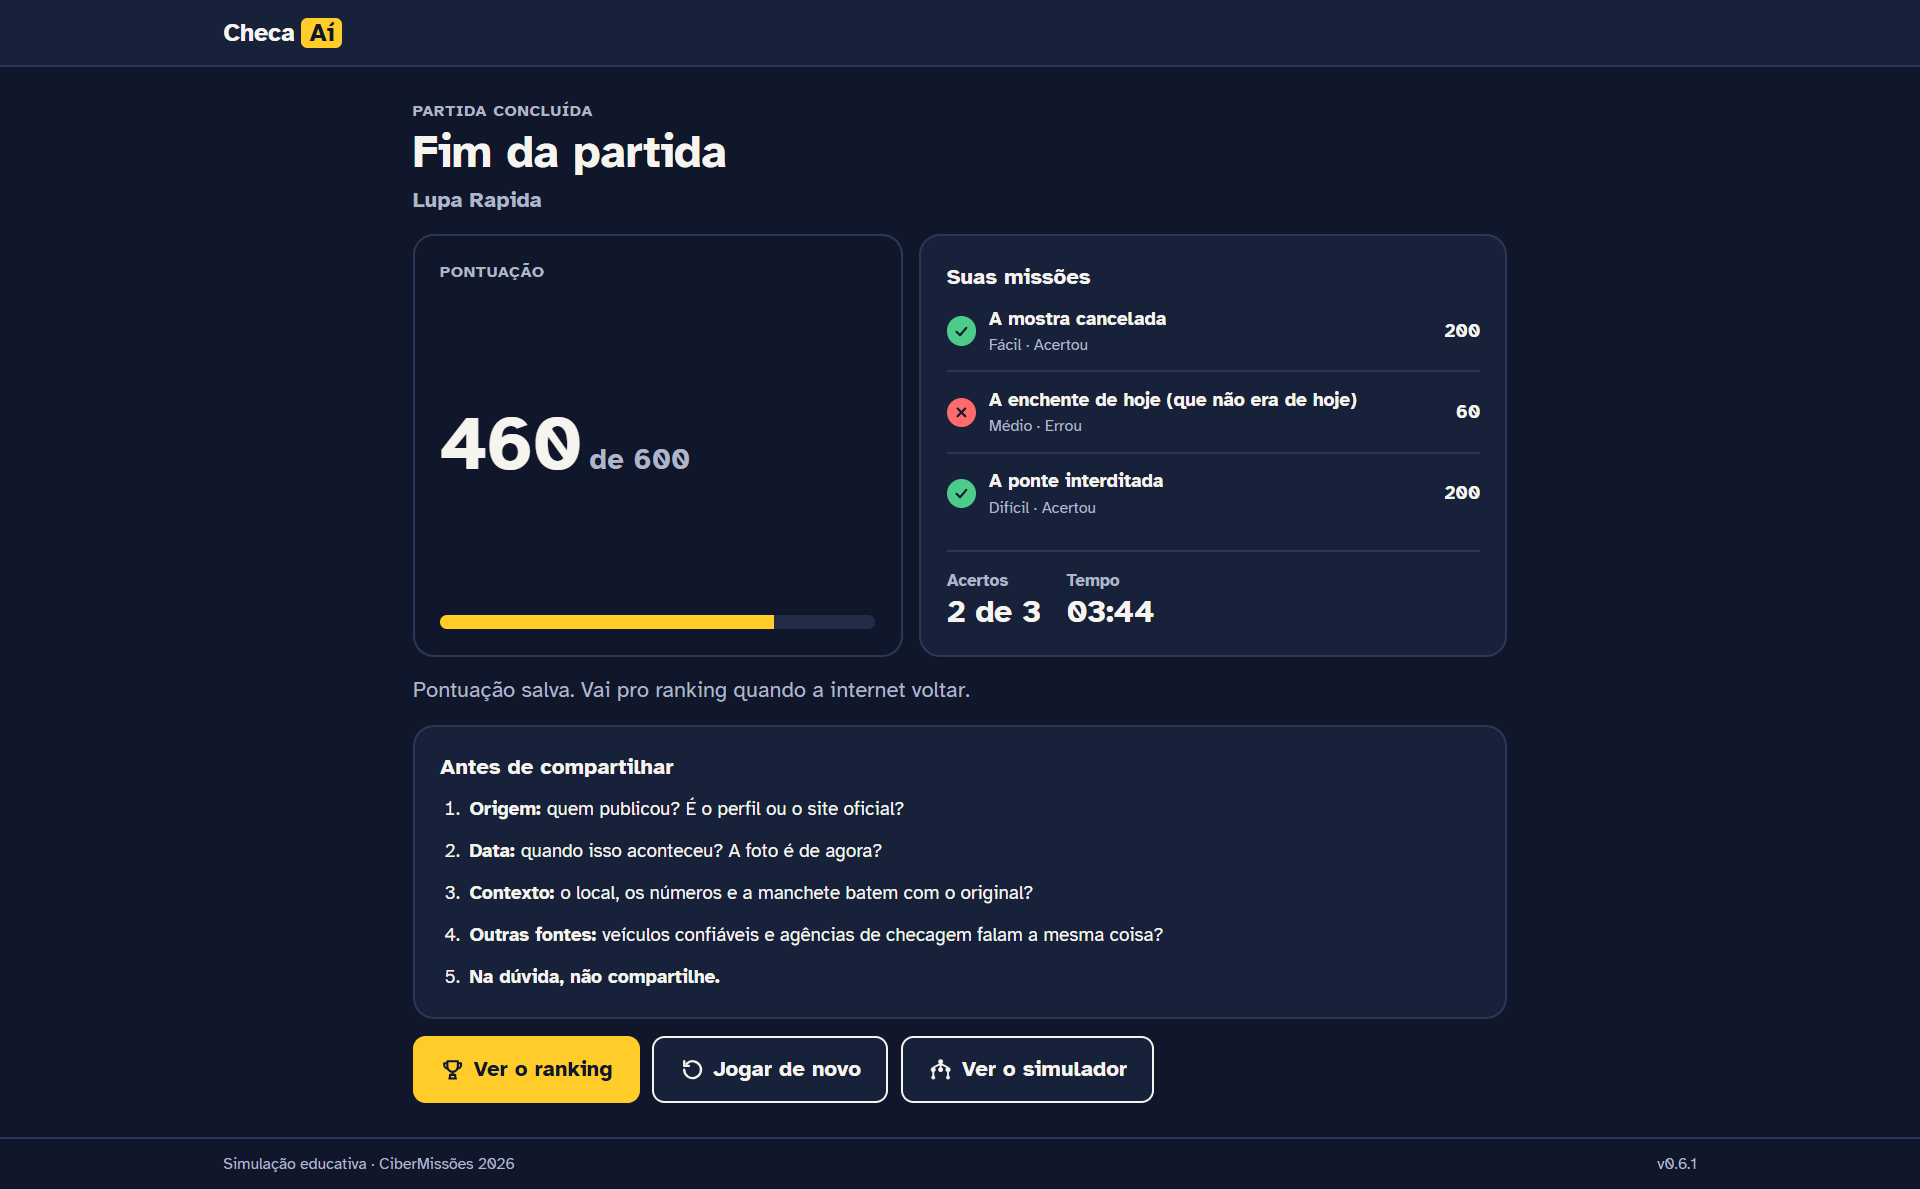 Checa Aí
PARTIDA CONCLUÍDA
Fim da partida
Lupa Rapida
PONTUAÇÃO
460 de 600
Suas missões
A mostra cancelada
Fácil · Acertou
200
A enchente de hoje (que não era de hoje)
Médio · Errou
60
A ponte interditada
Difícil · Acertou
200
Acertos
2 de 3
Tempo
03:44
Pontuação salva. Vai pro ranking quando a internet voltar.
Antes de compartilhar
1. Origem: quem publicou? É o perfil ou o site oficial?
2. Data: quando isso aconteceu? A foto é de agora?
3. Contexto: o local, os números e a manchete batem com o original?
4. Outras fontes: veículos confiáveis e agências de checagem falam a mesma coisa?
5. Na dúvida, não compartilhe.
Ver o ranking
Jogar de novo
Ver o simulador
Simulação educativa · CiberMissões 2026
v0.6.1